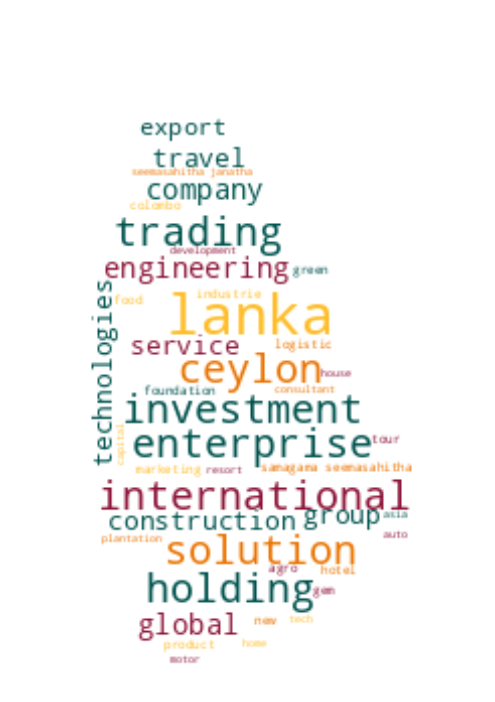 export
travel
seemasahitha janatha
company
colombo
trading
development
engineering green
technologies
food industrie
lanka
service logistic
ceylon house
foundation consultant
investment
capital
enterprise tour
marketing resort samagama seemasahitha
international
construction group asia
plantation auto
solution
agro hotel
holding gem
global new tech
product home
motor